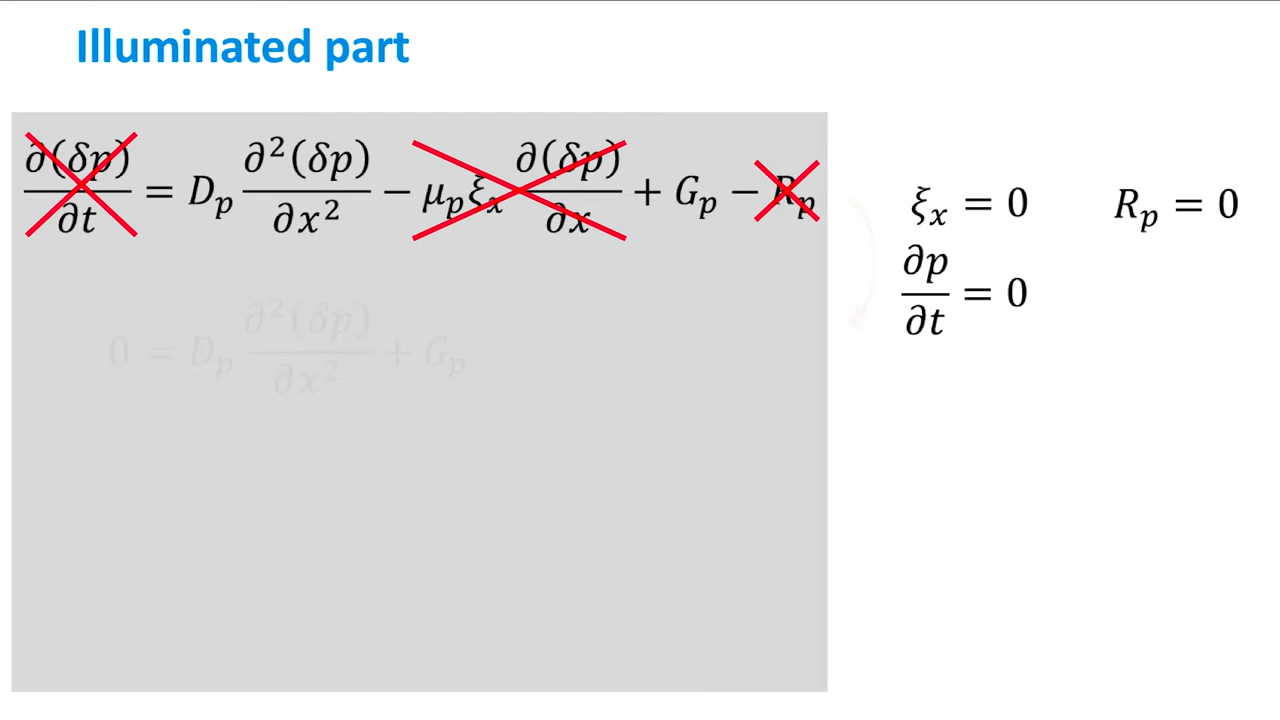 Illuminated part
∂(δp)/∂t = D_p ∂²(δp)/∂x² − μ_p ξ_x ∂(δp)/∂x + G_p − R_p
ξ_x = 0 R_p = 0
∂p/∂t = 0
0 = D_p ∂²(δp)/∂x² + G_p